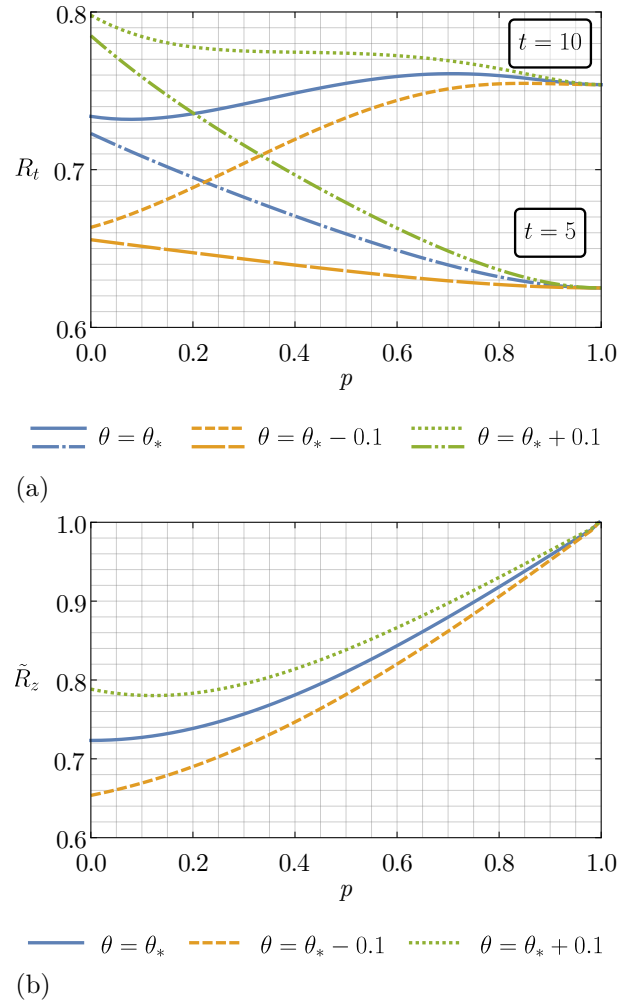 0.8
t = 10
R_t
0.7
t = 5
0.6
0.0 0.2 0.4 0.6 0.8 1.0
p
θ = θ_* θ = θ_* − 0.1 θ = θ_* + 0.1
(a)
1.0
0.9
R̃_z
0.8
0.7
0.6
0.0 0.2 0.4 0.6 0.8 1.0
p
θ = θ_* θ = θ_* − 0.1 θ = θ_* + 0.1
(b)